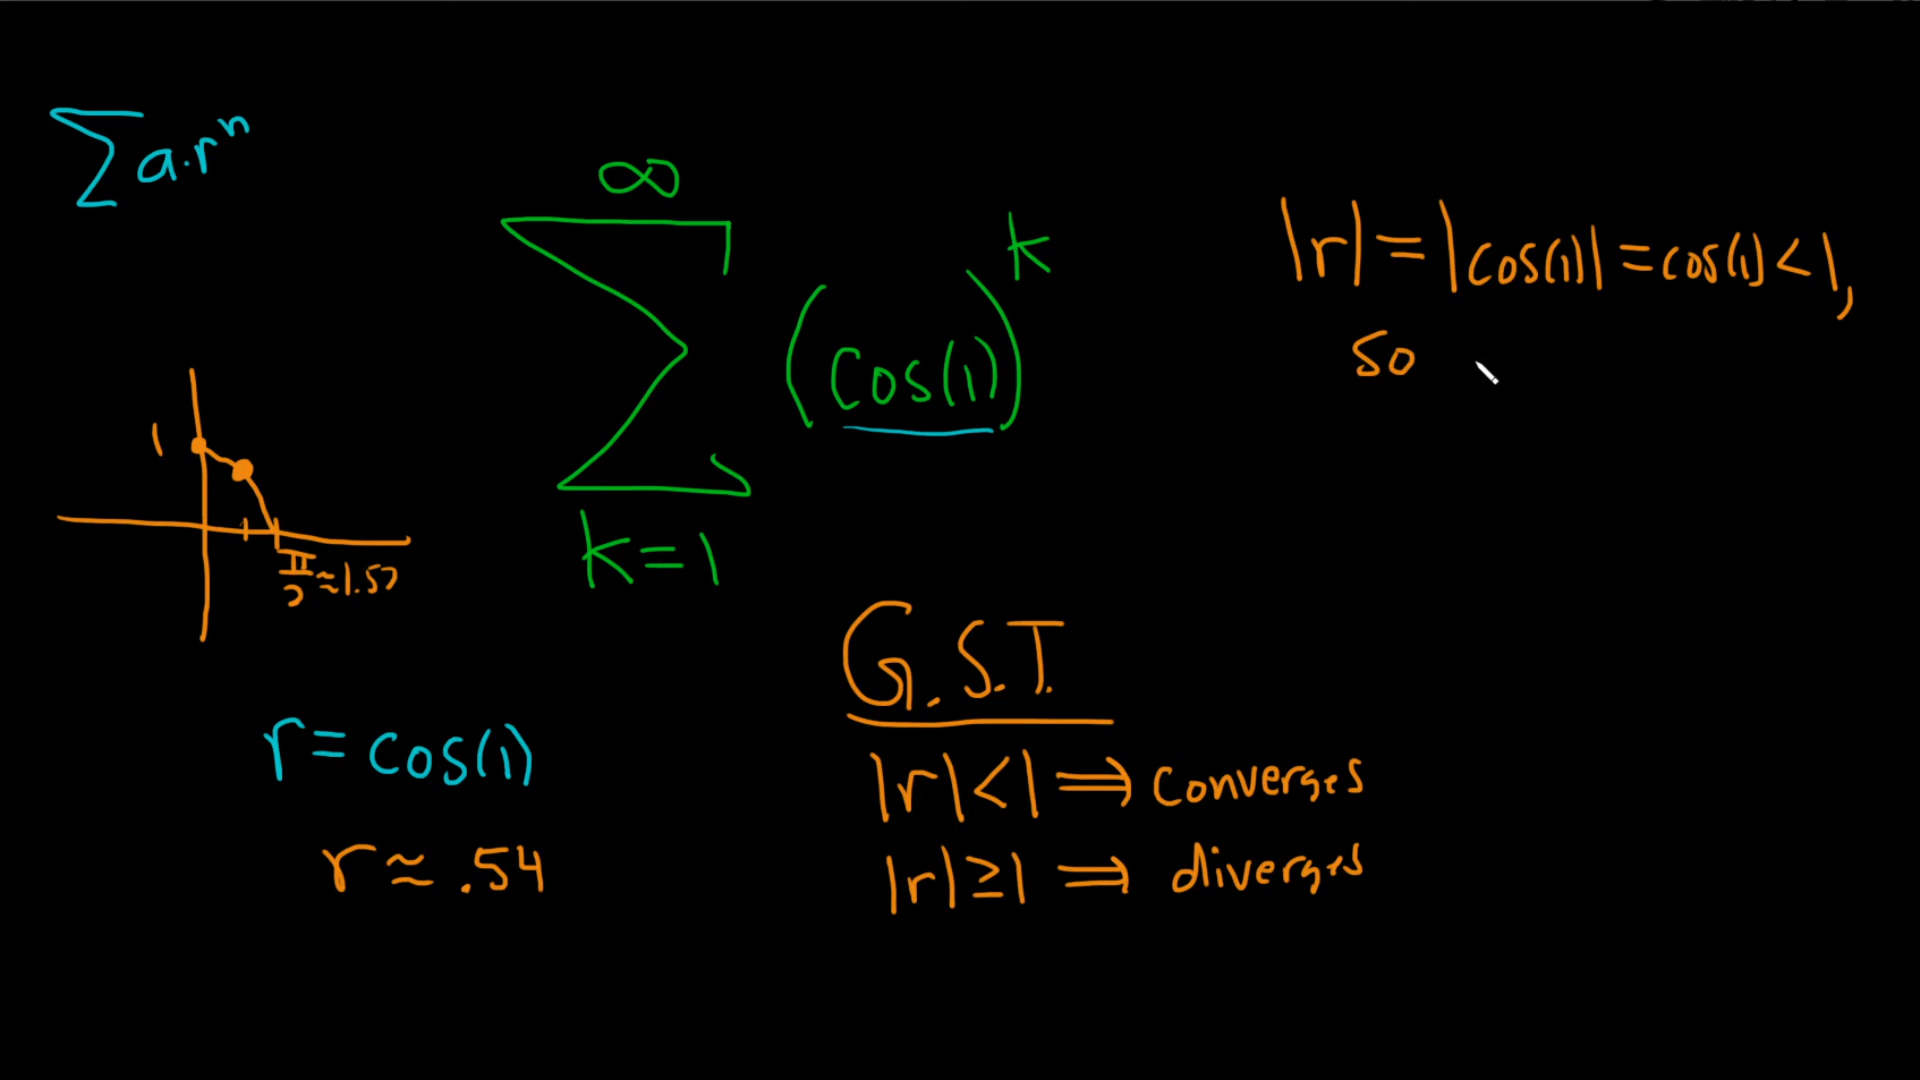 ∑ a·rⁿ
∞
∑ (cos(1))ᵏ
k=1
|r| = |cos(1)| = cos(1) < 1,
so
1
π/2 ≈ 1.57
r = cos(1)
r ≈ .54
G.S.T.
|r| < 1 ⟹ converges
|r| ≥ 1 ⟹ diverges